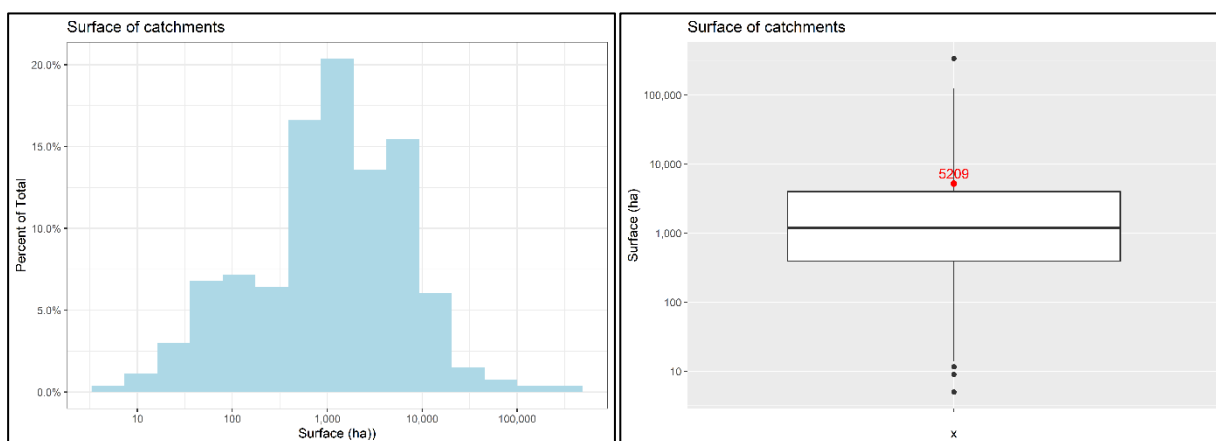 Surface of catchments
Percent of Total
20.0%
15.0%
10.0%
5.0%
0.0%
10 100 1,000 10,000 100,000
Surface (ha))
Surface of catchments
Surface (ha)
100,000
10,000
1,000
100
10
5209
x